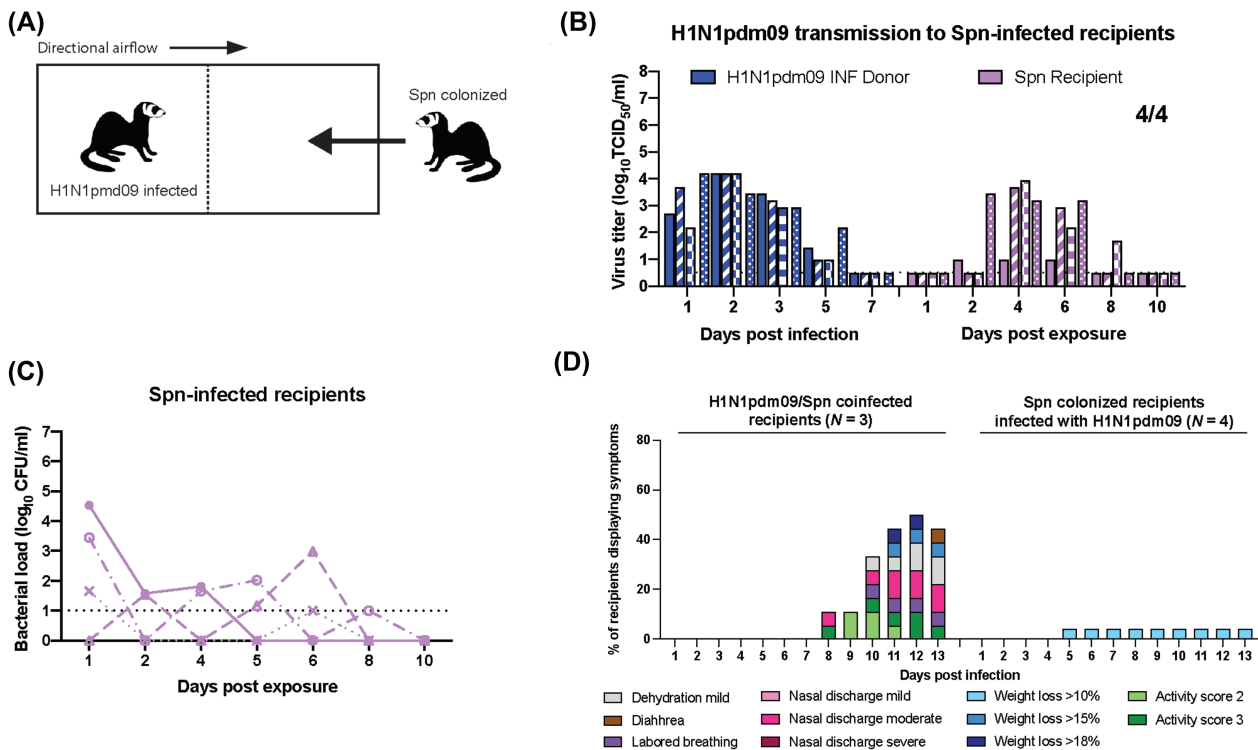 (A)
Directional airflow
Spn colonized
H1N1pmd09 infected
(B)
H1N1pdm09 transmission to Spn-infected recipients
H1N1pdm09 INF Donor
Spn Recipient
4/4
Virus titer (log10TCID50/ml)
8
7
6
5
4
3
2
1
0
1 2 3 5 7 1 2 4 6 8 10
Days post infection
Days post exposure
(C)
Spn-infected recipients
Bacterial load (log10 CFU/ml)
7
6
5
4
3
2
1
0
1 2 4 5 6 8 10
Days post exposure
(D)
H1N1pdm09/Spn coinfected
recipients (N = 3)
Spn colonized recipients
infected with H1N1pdm09 (N = 4)
% of recipients displaying symptoms
80
60
40
20
0
1 2 3 4 5 6 7 8 9 10 11 12 13 1 2 3 4 5 6 7 8 9 10 11 12 13
Days post infection
Dehydration mild
Diahhrea
Labored breathing
Nasal discharge mild
Nasal discharge moderate
Nasal discharge severe
Weight loss >10%
Weight loss >15%
Weight loss >18%
Activity score 2
Activity score 3